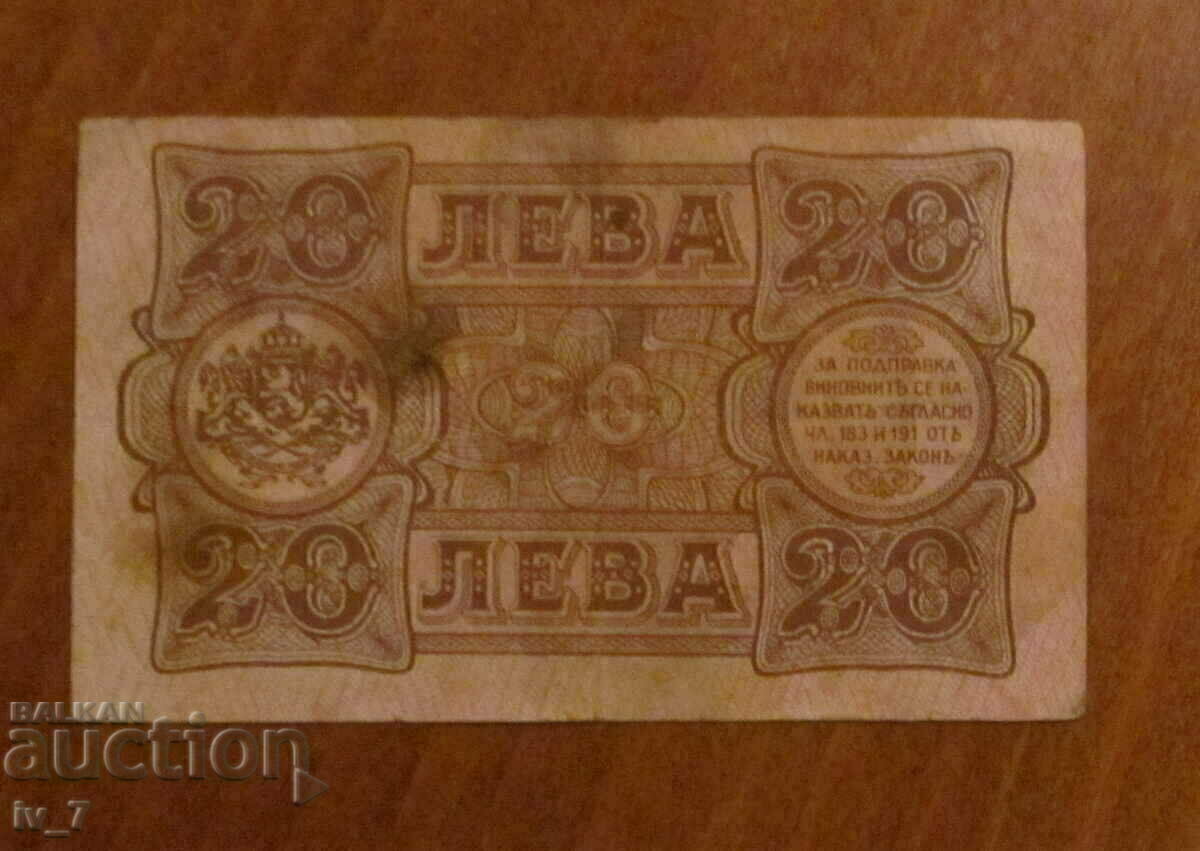 20 ЛЕВА 20
ЗА ПОДПРАВКА
ВИНОВНИТѢ СЕ НА-
КАЗВАТЪ СЪГЛАСНО
ЧЛ. 183 И 191 ОТЪ
НАКАЗ. ЗАКОНЪ
20
20 ЛЕВА 20
BALKAN
auction
iv_7